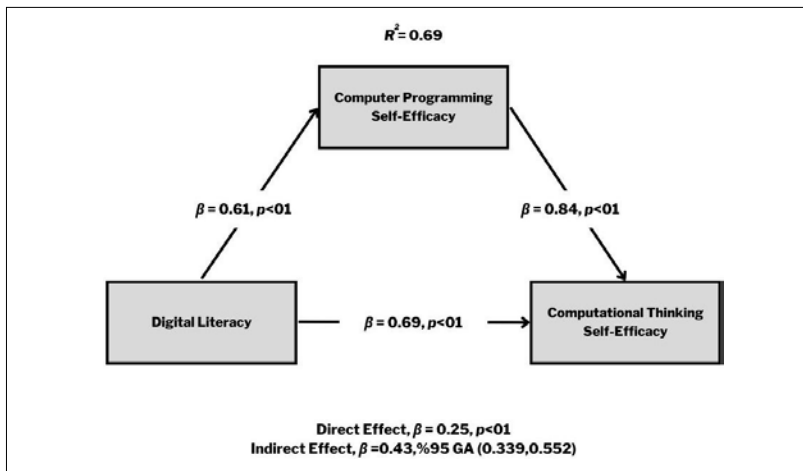 R²= 0.69
Computer Programming
Self-Efficacy
β = 0.61, p<01
β = 0.84, p<01
Digital Literacy
β = 0.69, p<01
Computational Thinking
Self-Efficacy
Direct Effect, β = 0.25, p<01
Indirect Effect, β =0.43,%95 GA (0.339,0.552)